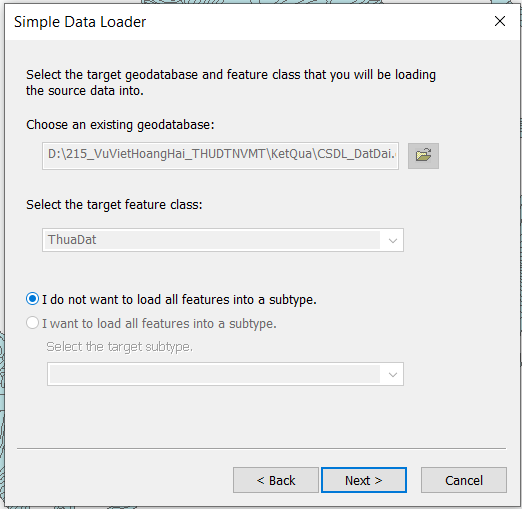 Simple Data Loader
Select the target geodatabase and feature class that you will be loading
the source data into.
Choose an existing geodatabase:
D:\215_VuVietHoangHai_THUDTNVMT\KetQua\CSDL_DatDai.
Select the target feature class:
ThuaDat
I do not want to load all features into a subtype.
I want to load all features into a subtype.
Select the target subtype.
< Back
Next >
Cancel